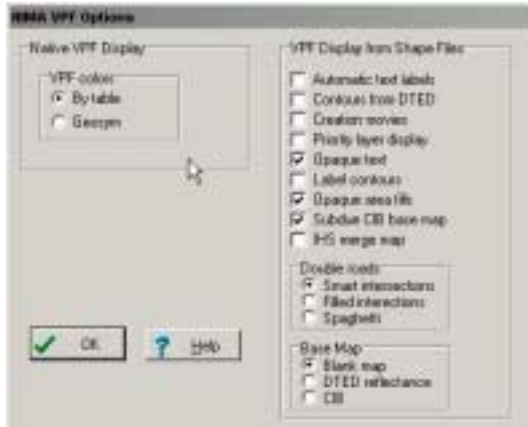 NIMA VPF Options
Native VPF Display
VPF colors
By table
Geosym
OK
? Help
VPF Display from Shape Files
Automatic text labels
Contours from DTED
Creation movies
Priority layer display
Opaque text
Label contours
Opaque area fills
Subdue CIB base map
IHS merge map
Double roads
Smart intersections
Filled interections
Spaghetti
Base Map
Blank map
DTED reflectance
CIB